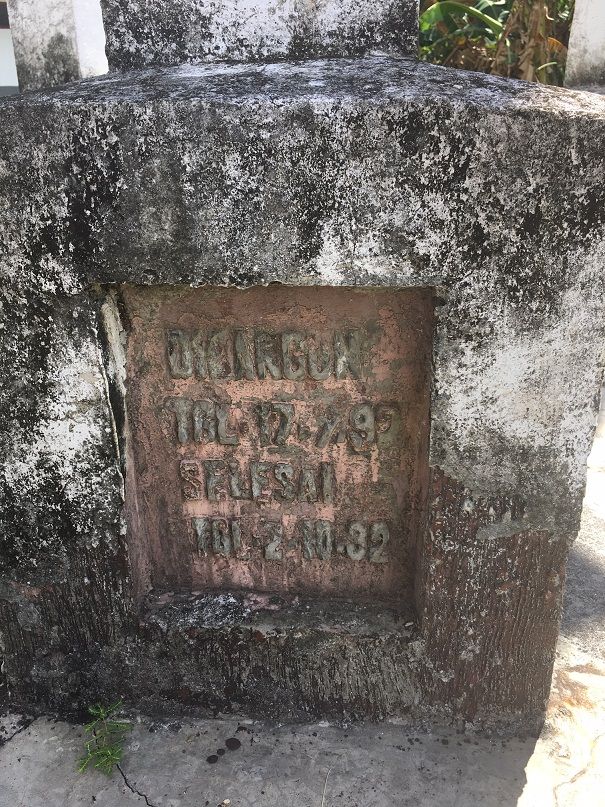 DIBANGUN
TGL. 17. 7. 92
SELESAI
TGL. 2. 10. 92